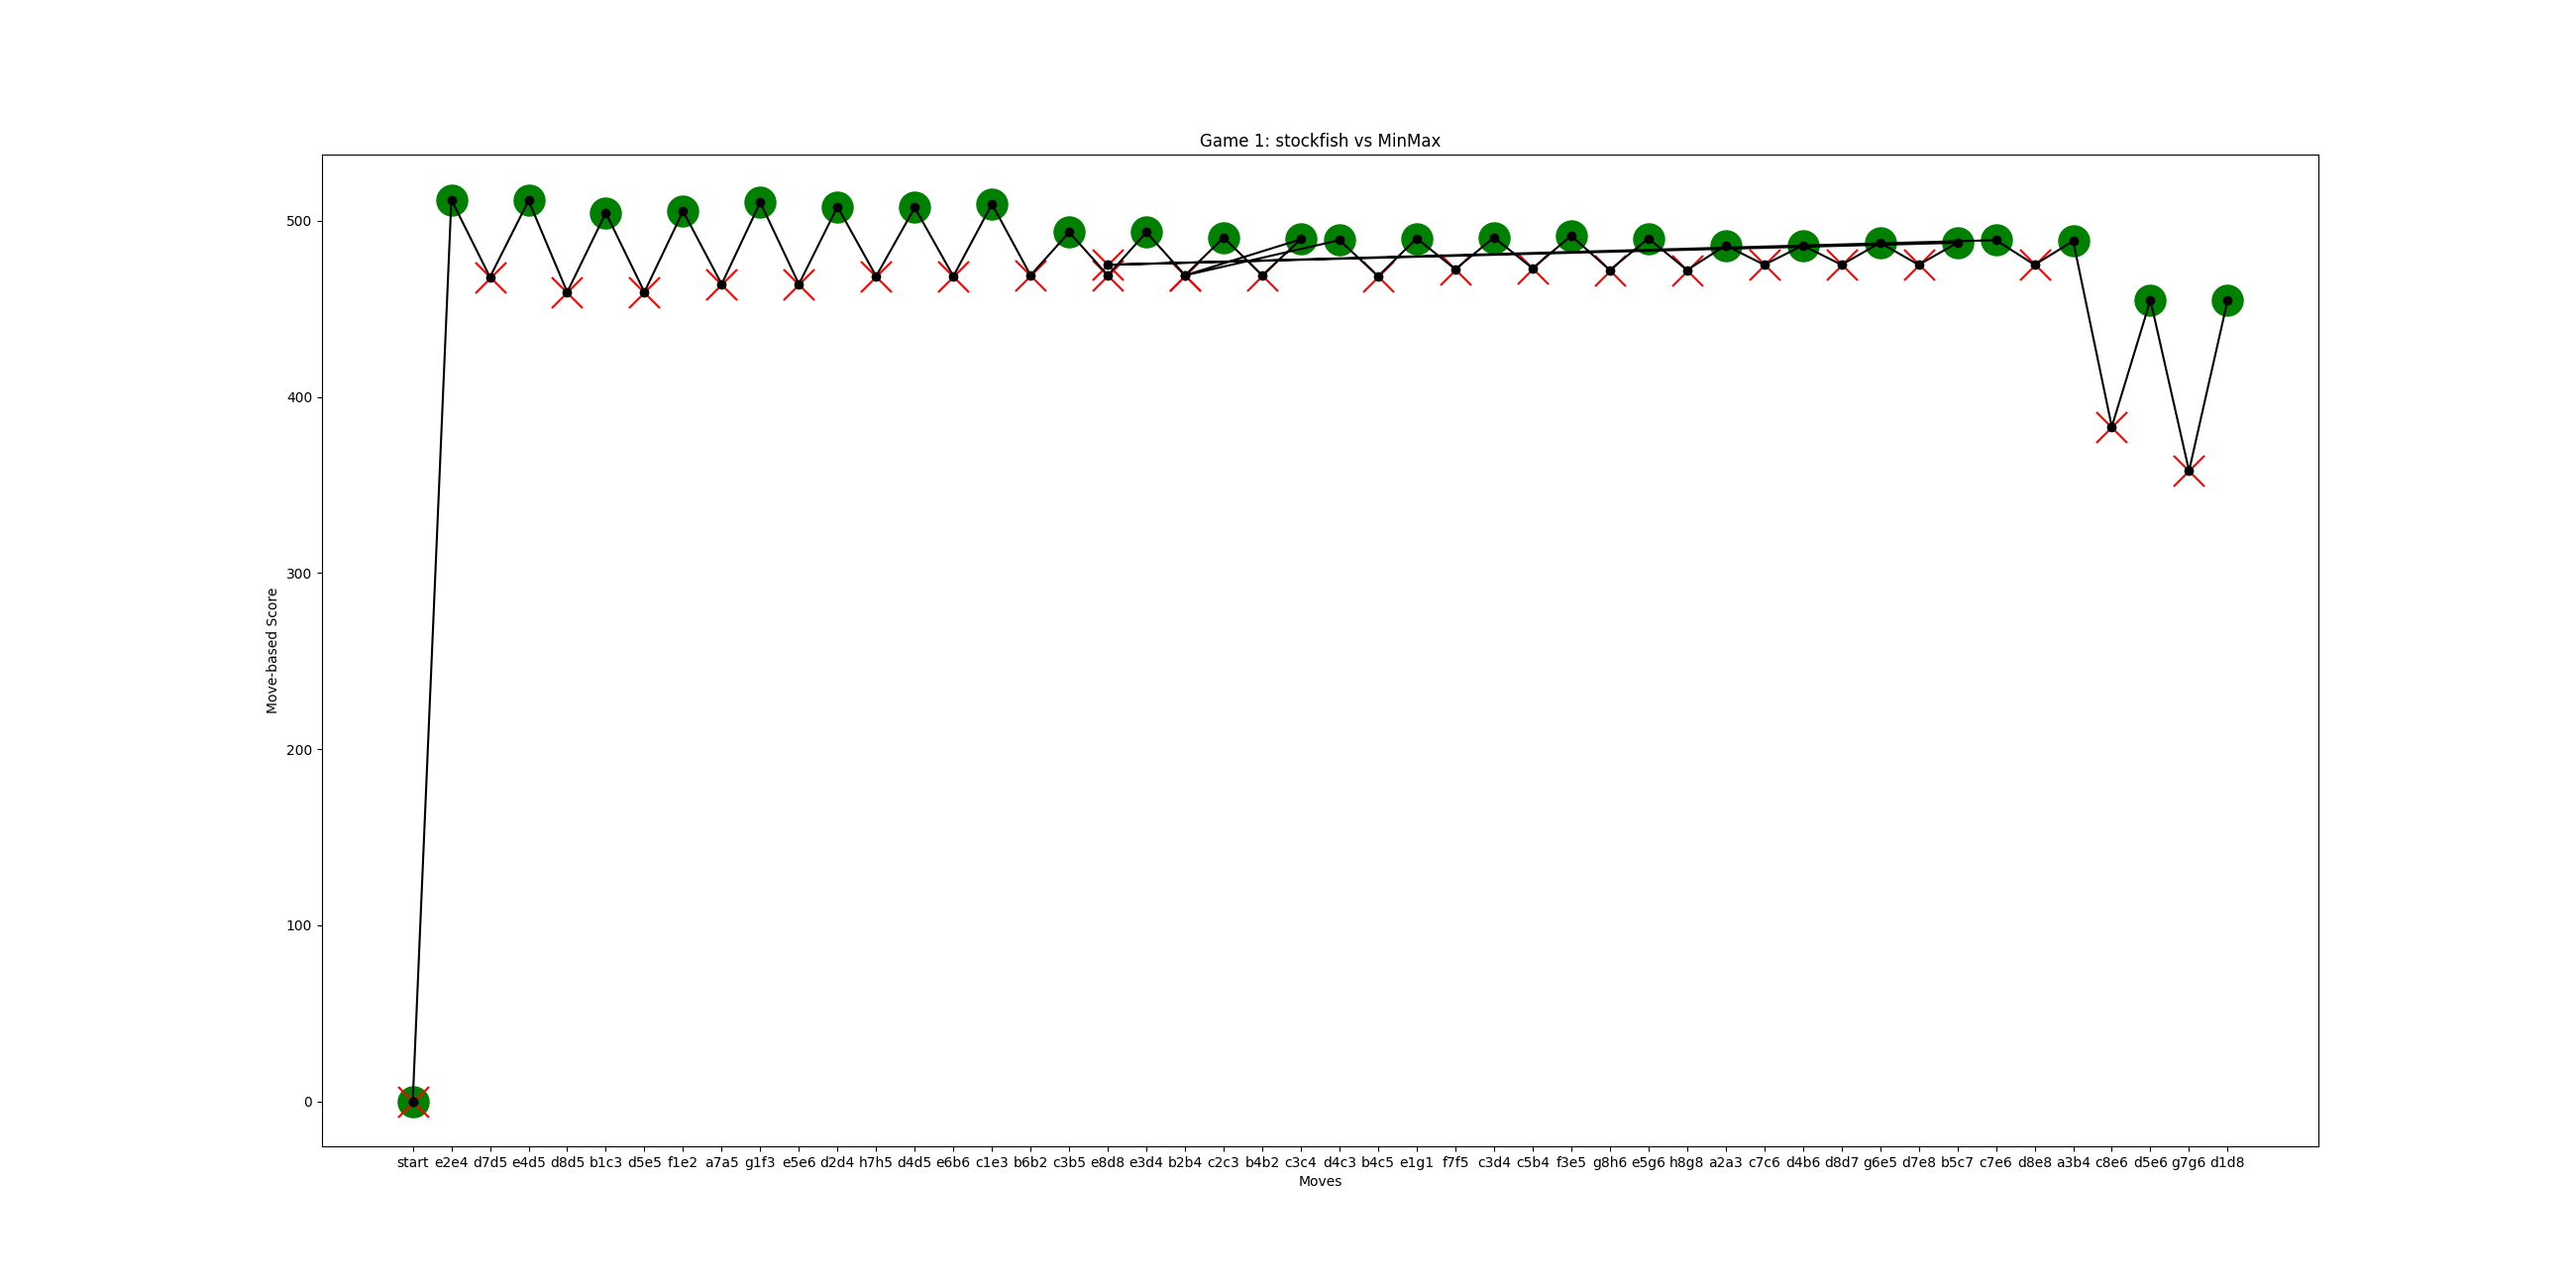 Game 1: stockfish vs MinMax
Move-based Score
500
400
300
200
100
0
start e2e4 d7d5 e4d5 d8d5 b1c3 d5e5 f1e2 a7a5 g1f3 e5e6 d2d4 h7h5 d4d5 e6b6 c1e3 b6b2 c3b5 e8d8 e3d4 b2b4 c2c3 b4b2 c3c4 d4c3 b4c5 e1g1 f7f5 c3d4 c5b4 f3e5 g8h6 e5g6 h8g8 a2a3 c7c6 d4b6 d8d7 g6e5 d7e8 b5c7 c7e6 d8e8 a3b4 c8e6 d5e6 g7g6 d1d8
Moves